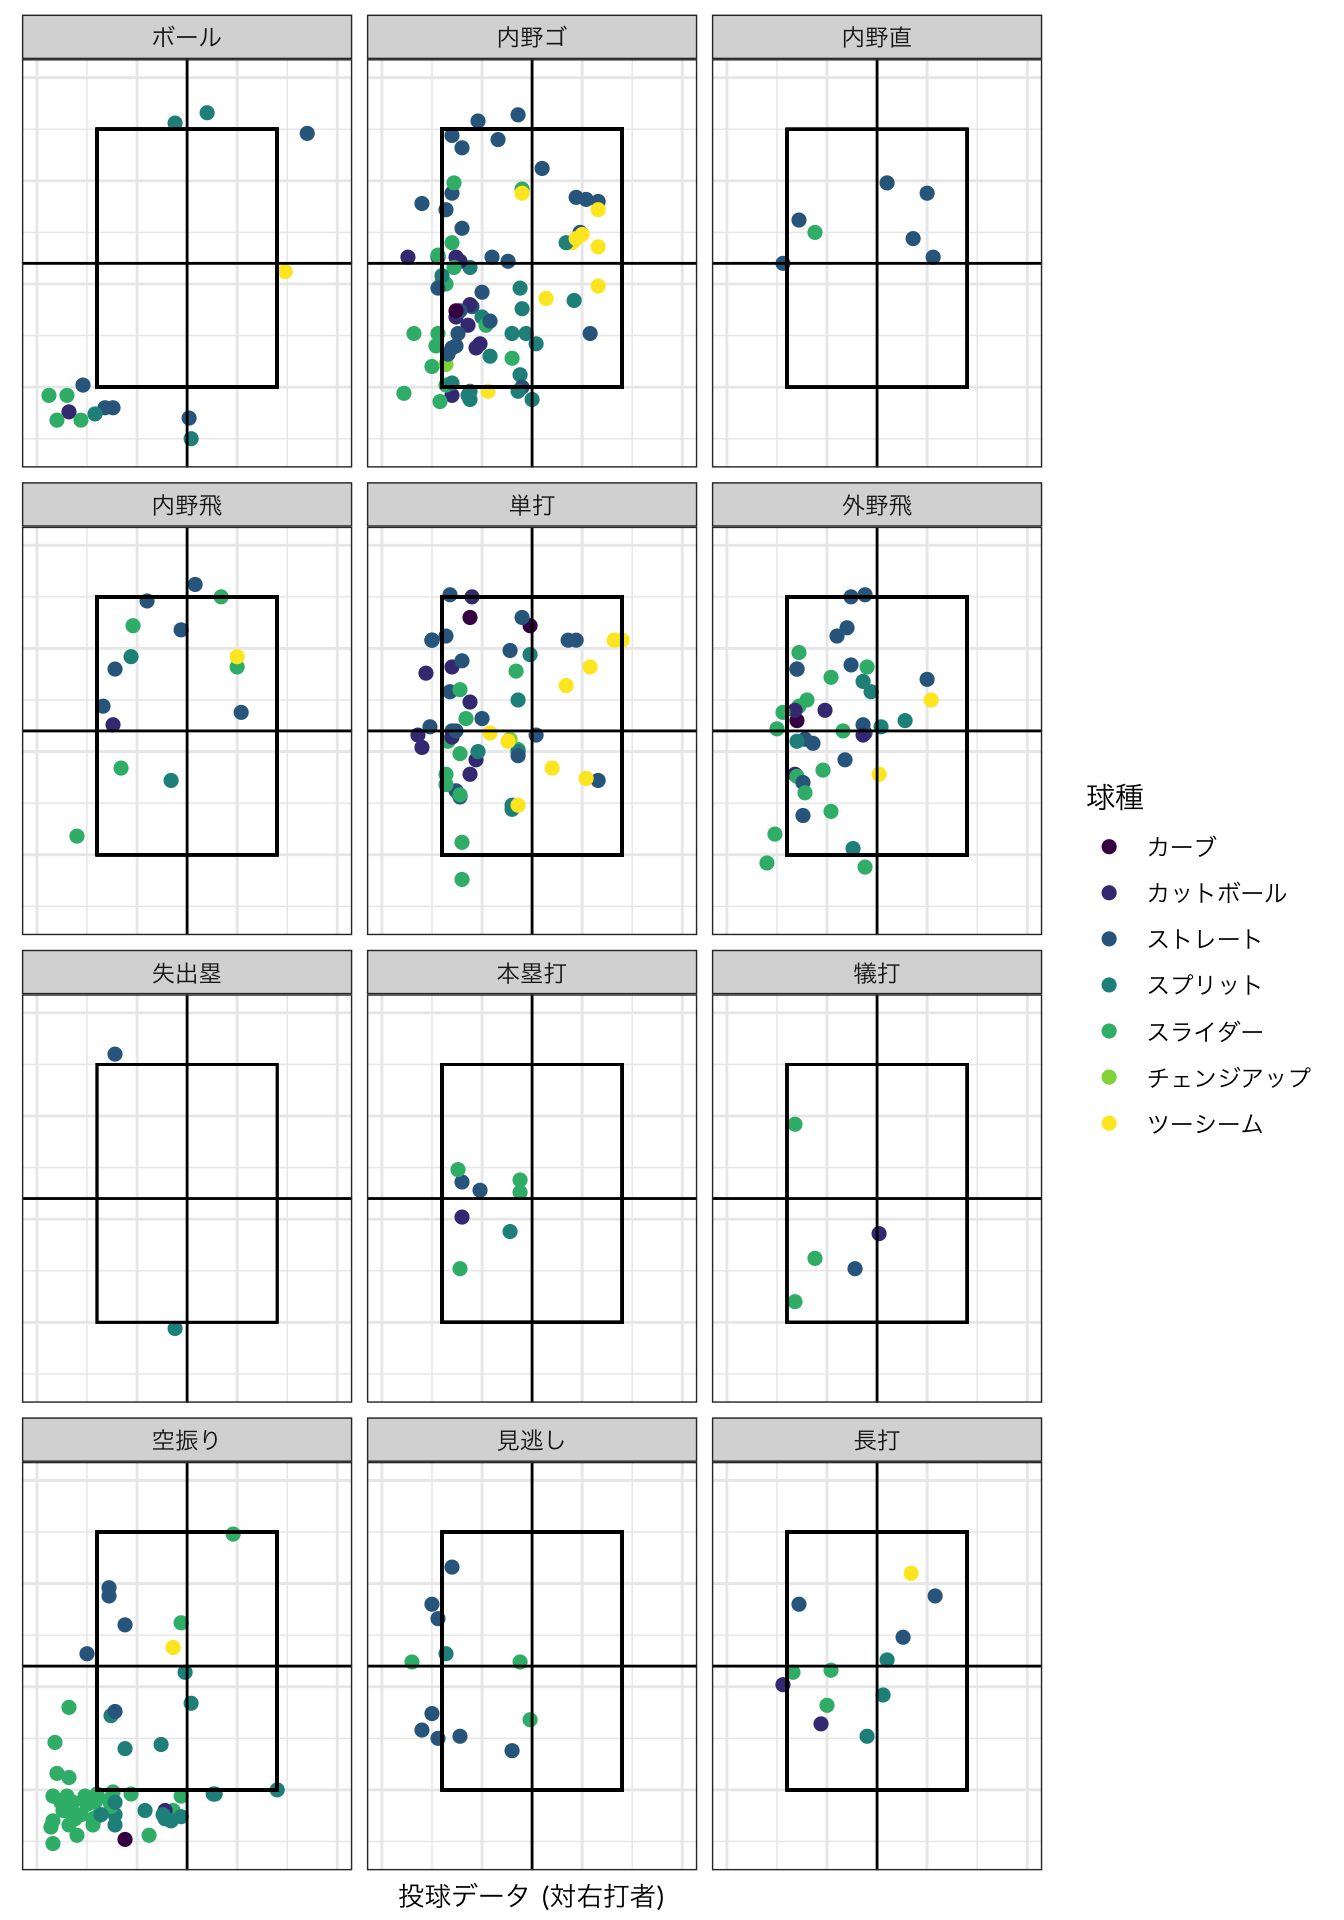 ボール
内野ゴ
内野直
内野飛
単打
外野飛
失出塁
本塁打
犠打
空振り
見逃し
長打
球種
カーブ
カットボール
ストレート
スプリット
スライダー
チェンジアップ
ツーシーム
投球データ (対右打者)